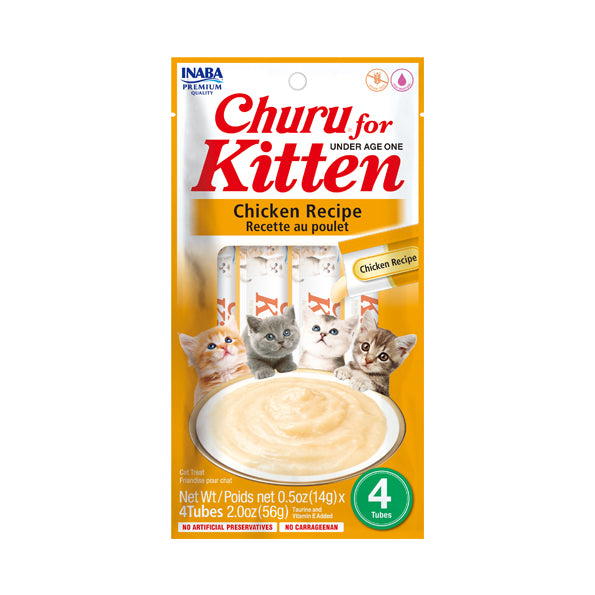 INABA
PREMIUM
QUALITY
Churu for
UNDER AGE ONE
Kitten
Chicken Recipe
Recette au poulet
Chicken Recipe
Cat Treat
Friandise pour chat
Net Wt/Poids net 0.5oz(14g)x
4Tubes 2.0oz(56g)
Taurine and
Vitamin E Added
4
Tubes
NO ARTIFICIAL PRESERVATIVES
NO CARRAGEENAN